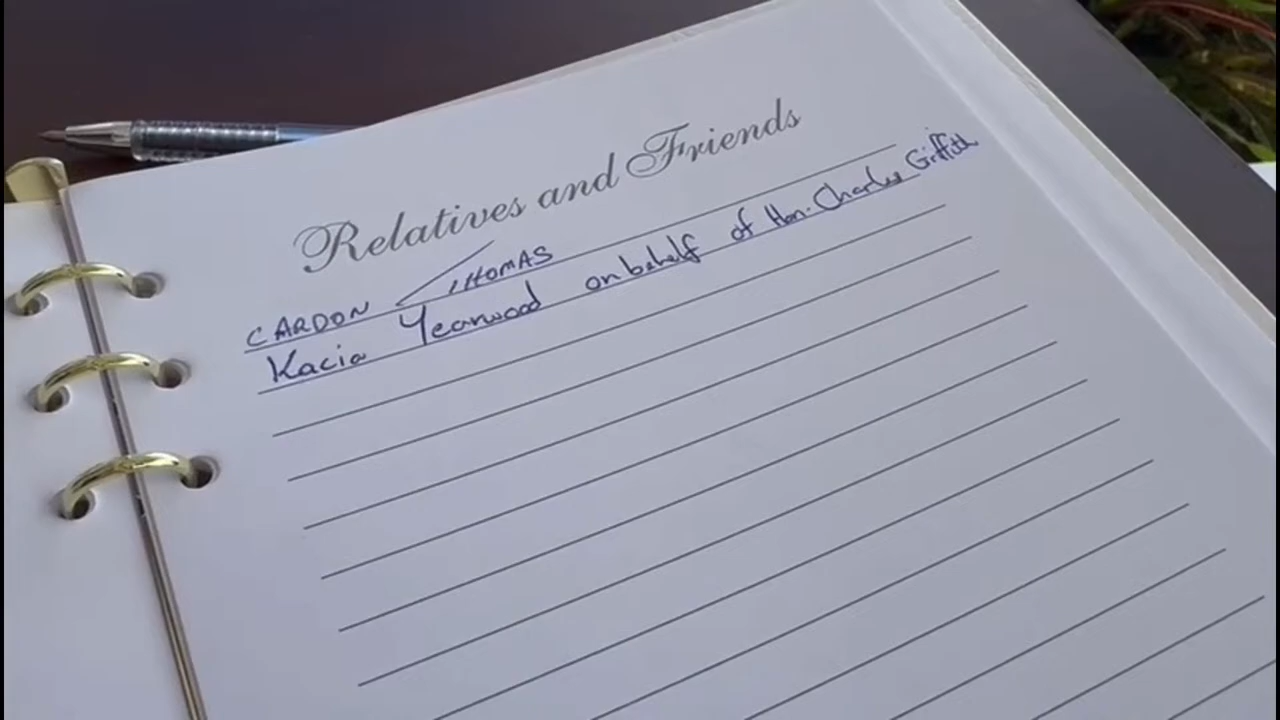 Relatives and Friends
CARDON THOMAS
Kacia Yearwood on behalf of Hon. Charles Griffith